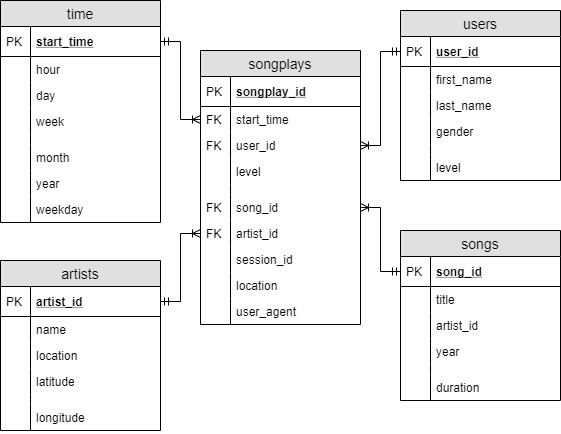 time
PK start_time
hour
day
week
month
year
weekday
songplays
PK songplay_id
FK start_time
FK user_id
level
FK song_id
FK artist_id
session_id
location
user_agent
users
PK user_id
first_name
last_name
gender
level
artists
PK artist_id
name
location
latitude
longitude
songs
PK song_id
title
artist_id
year
duration